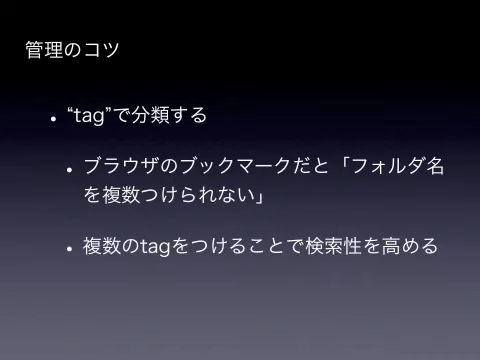 管理のコツ
• “tag”で分類する
• ブラウザのブックマークだと「フォルダ名
を複数つけられない」
• 複数のtagをつけることで検索性を高める